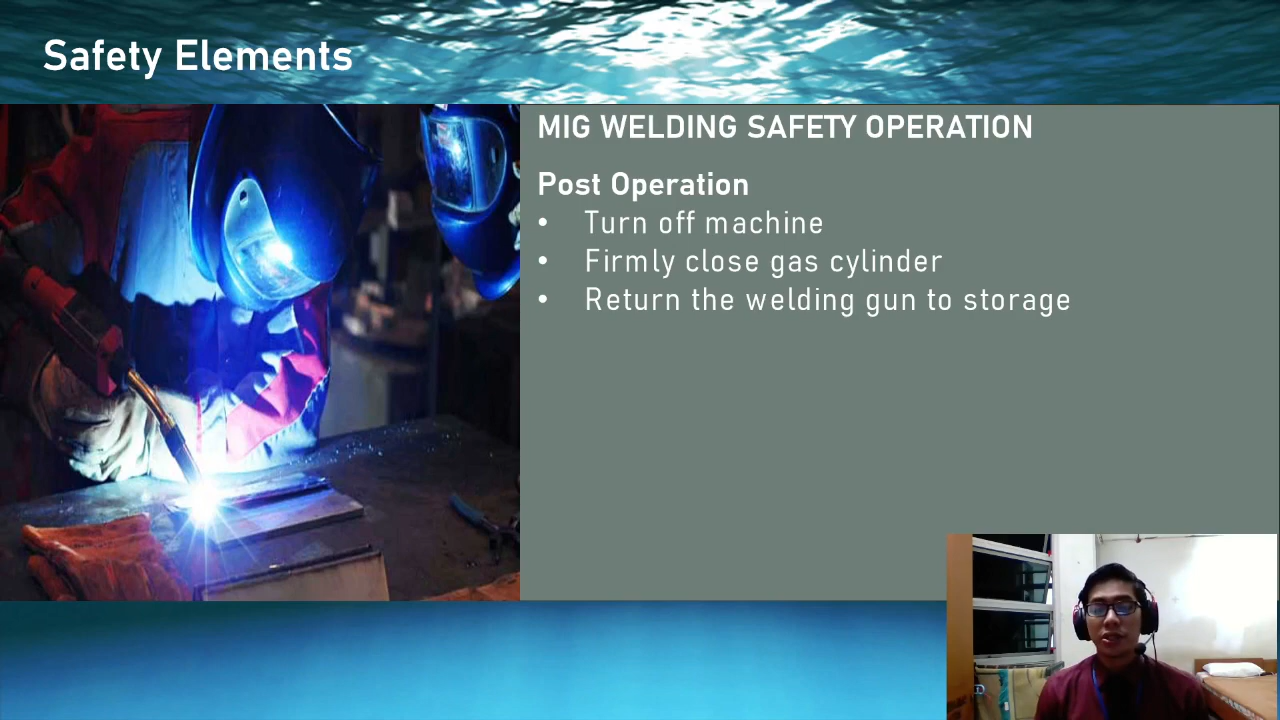 Safety Elements
MIG WELDING SAFETY OPERATION
Post Operation
• Turn off machine
• Firmly close gas cylinder
• Return the welding gun to storage